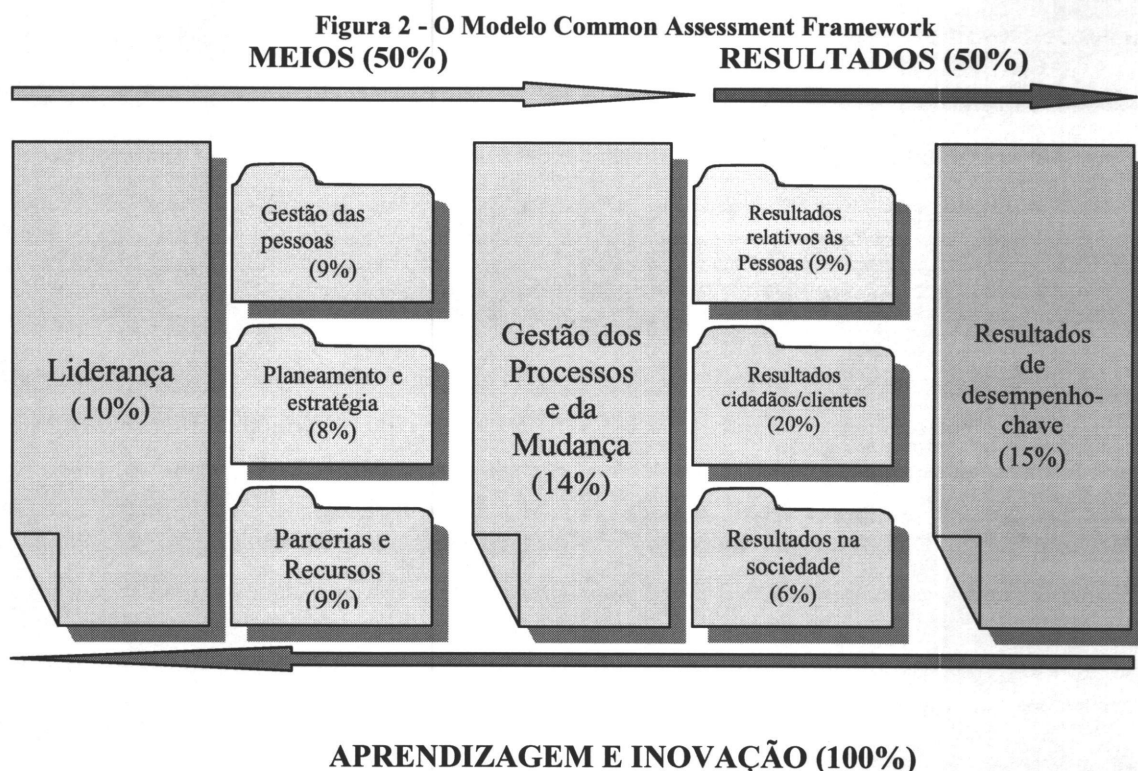 Figura 2 - O Modelo Common Assessment Framework
MEIOS (50%)
RESULTADOS (50%)
Liderança
(10%)
Gestão das
pessoas
(9%)
Planeamento e
estratégia
(8%)
Parcerias e
Recursos
(9%)
Gestão dos
Processos
e da
Mudança
(14%)
Resultados
relativos às
Pessoas (9%)
Resultados
cidadãos/clientes
(20%)
Resultados na
sociedade
(6%)
Resultados
de
desempenho-
chave
(15%)
APRENDIZAGEM E INOVAÇÃO (100%)